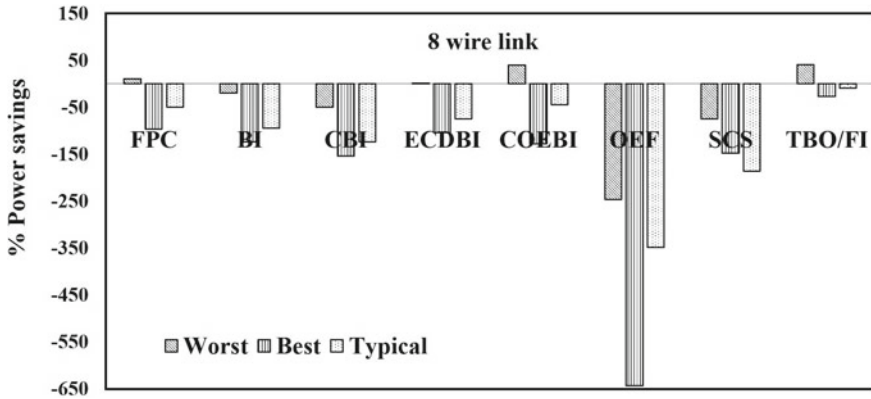 150
8 wire link
50
-50
FPC BI CBI ECDBI COEBI OEF SCS TBO/FI
-150
-250
-350
-450
-550
Worst Best Typical
-650
% Power savings